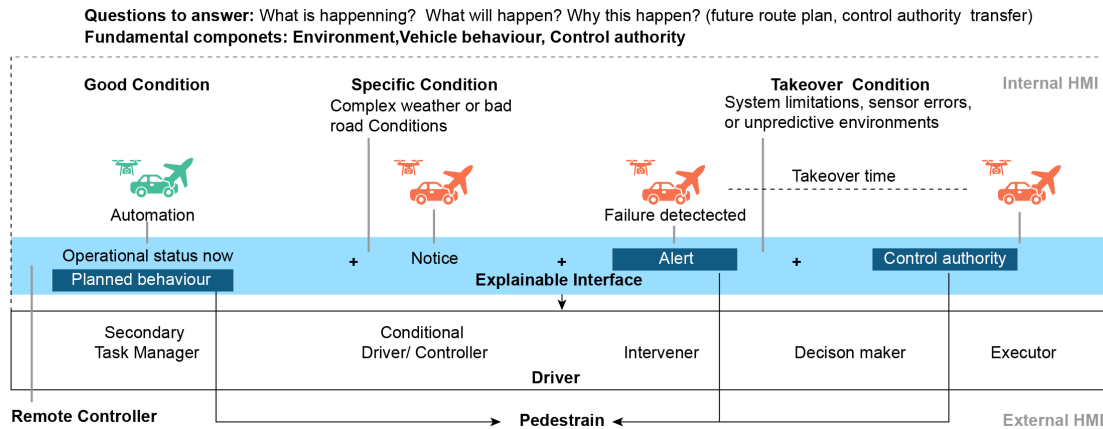 Questions to answer: What is happenning? What will happen? Why this happen? (future route plan, control authority transfer)
Fundamental componets: Environment,Vehicle behaviour, Control authority
Good Condition
Specific Condition
Takeover Condition
Internal HMI
Complex weather or bad
road Conditions
System limitations, sensor errors,
or unpredictive environments
Takeover time
Automation
Failure detectected
Operational status now
+
Notice
+
Alert
+
Control authority
Planned behaviour
Explainable Interface
Secondary
Task Manager
Conditional
Driver/ Controller
Intervener
Decison maker
Executor
Driver
Remote Controller
Pedestrain
External HMI